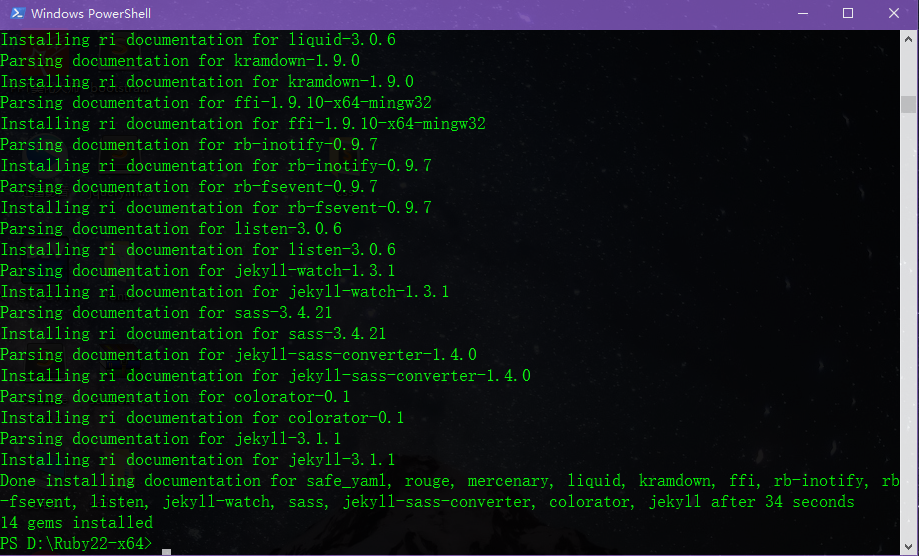 Windows PowerShell
Installing ri documentation for liquid-3.0.6
Parsing documentation for kramdown-1.9.0
Installing ri documentation for kramdown-1.9.0
Parsing documentation for ffi-1.9.10-x64-mingw32
Installing ri documentation for ffi-1.9.10-x64-mingw32
Parsing documentation for rb-inotify-0.9.7
Installing ri documentation for rb-inotify-0.9.7
Parsing documentation for rb-fsevent-0.9.7
Installing ri documentation for rb-fsevent-0.9.7
Parsing documentation for listen-3.0.6
Installing ri documentation for listen-3.0.6
Parsing documentation for jekyll-watch-1.3.1
Installing ri documentation for jekyll-watch-1.3.1
Parsing documentation for sass-3.4.21
Installing ri documentation for sass-3.4.21
Parsing documentation for jekyll-sass-converter-1.4.0
Installing ri documentation for jekyll-sass-converter-1.4.0
Parsing documentation for colorator-0.1
Installing ri documentation for colorator-0.1
Parsing documentation for jekyll-3.1.1
Installing ri documentation for jekyll-3.1.1
Done installing documentation for safe_yaml, rouge, mercenary, liquid, kramdown, ffi, rb-inotify, rb
-fsevent, listen, jekyll-watch, sass, jekyll-sass-converter, colorator, jekyll after 34 seconds
14 gems installed
PS D:\Ruby22-x64>